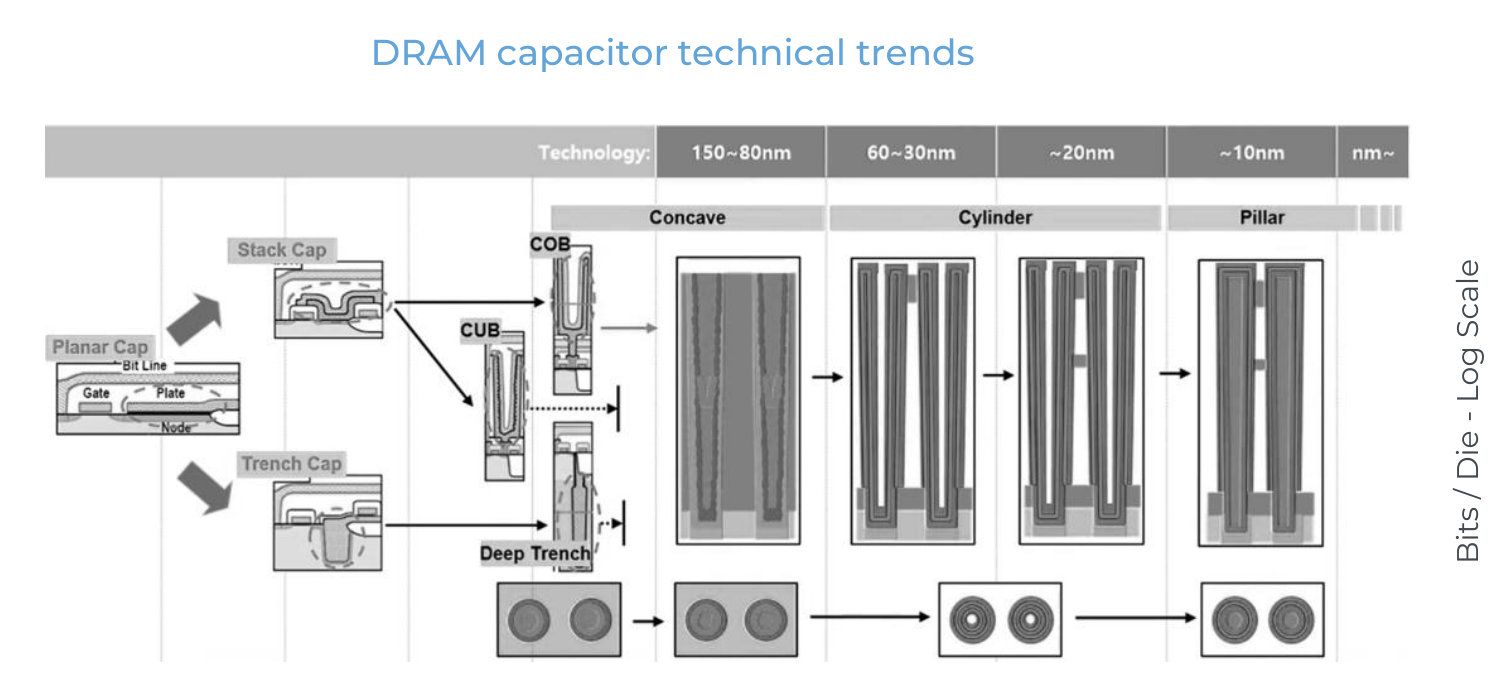 DRAM capacitor technical trends
Technology: 150~80nm 60~30nm ~20nm ~10nm nm~
Concave Cylinder Pillar
Stack Cap
COB
CUB
Planar Cap
Bit Line
Gate Plate
Node
Trench Cap
Deep Trench
Bits / Die - Log Scale